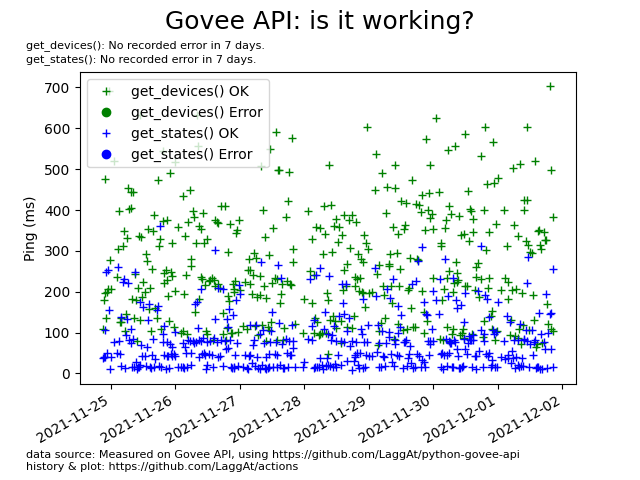 Govee API: is it working?
get_devices(): No recorded error in 7 days.
get_states(): No recorded error in 7 days.
get_devices() OK
get_devices() Error
get_states() OK
get_states() Error
Ping (ms)
700
600
500
400
300
200
100
0
2021-11-25
2021-11-26
2021-11-27
2021-11-28
2021-11-29
2021-11-30
2021-12-01
2021-12-02
data source: Measured on Govee API, using https://github.com/LaggAt/python-govee-api
history & plot: https://github.com/LaggAt/actions